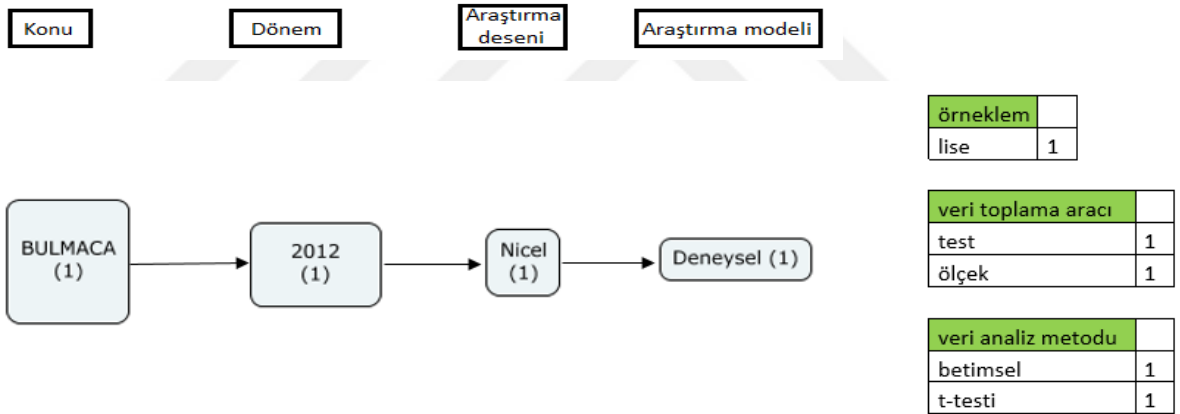 Konu
Dönem
Araştırma
deseni
Araştırma modeli
BULMACA
(1)
2012
(1)
Nicel
(1)
Deneysel (1)
örneklem
lise 1
veri toplama aracı
test 1
ölçek 1
veri analiz metodu
betimsel 1
t-testi 1